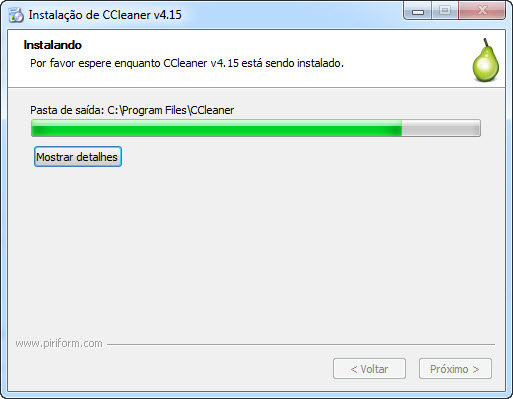 Instalação de CCleaner v4.15
Instalando
Por favor espere enquanto CCleaner v4.15 está sendo instalado.
Pasta de saída: C:\Program Files\CCleaner
Mostrar detalhes
www.piriform.com
< Voltar
Próximo >